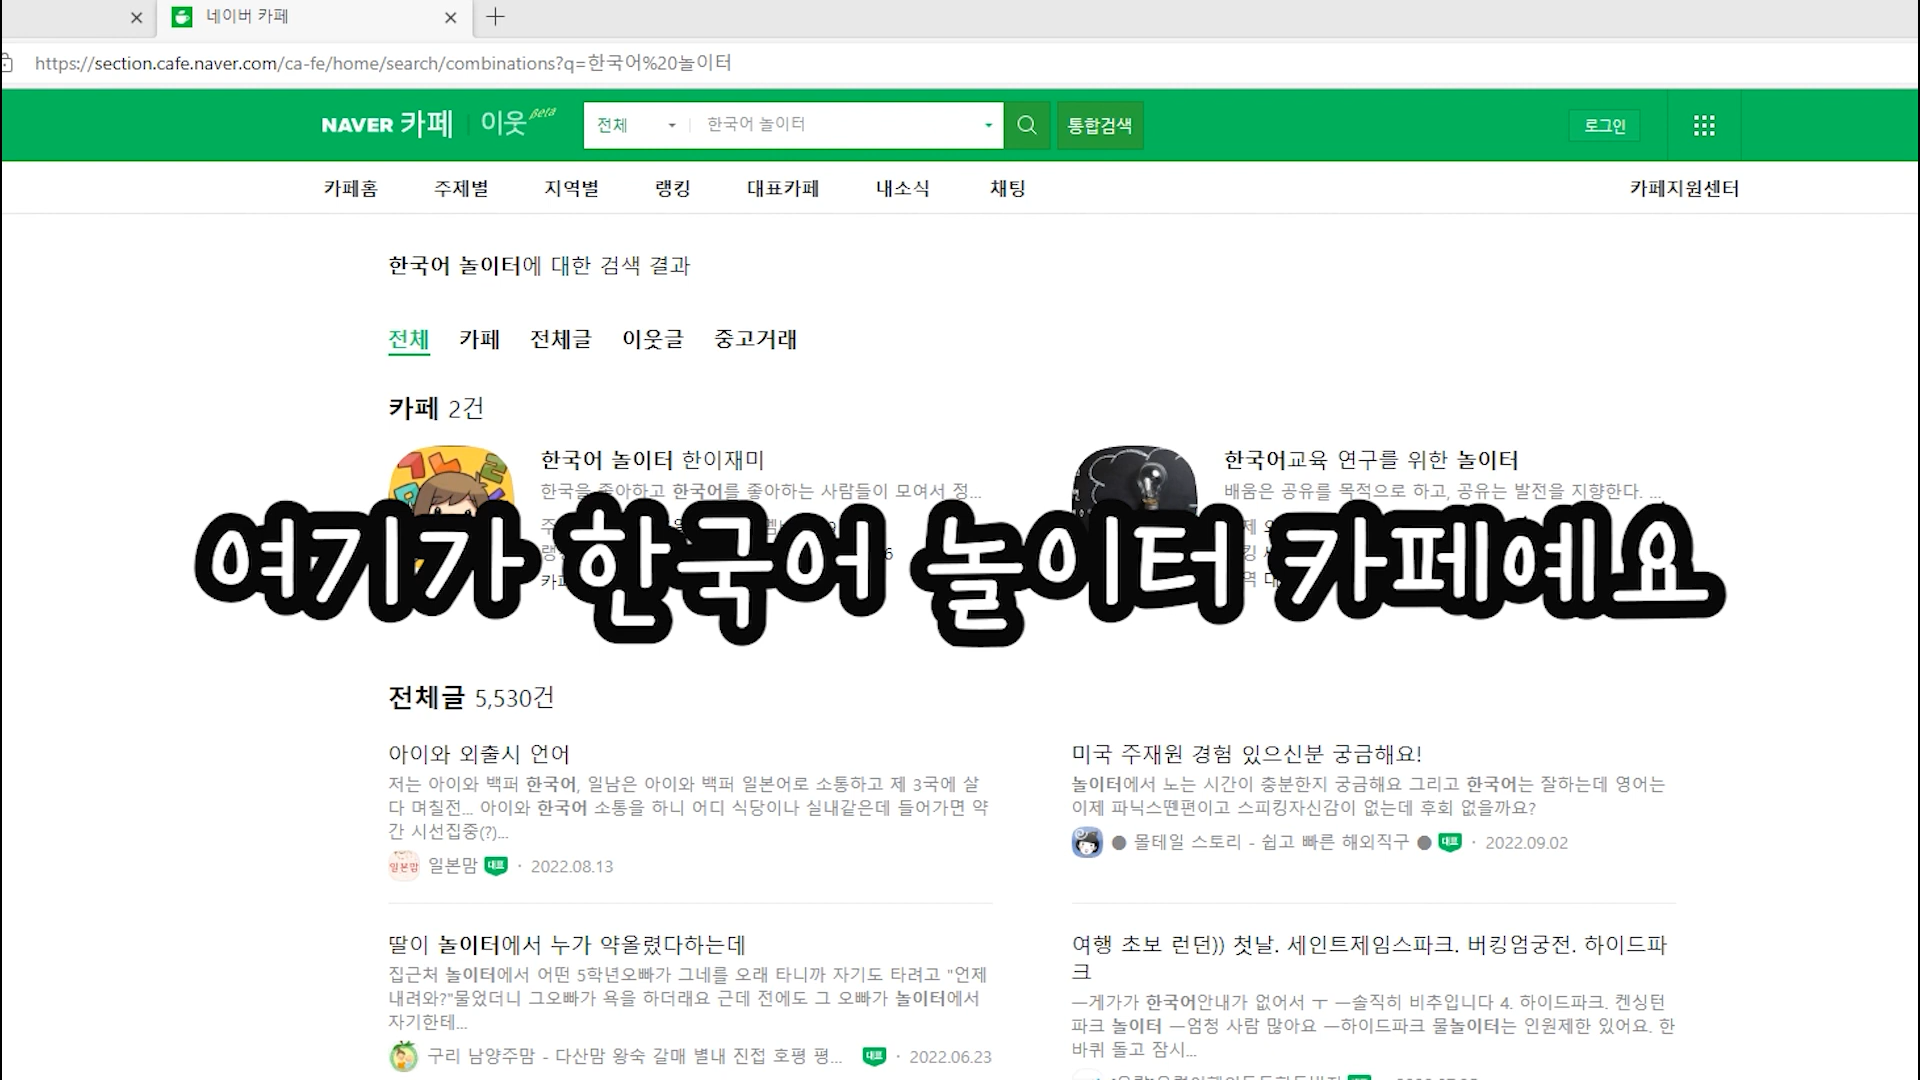 네이버 카페
https://section.cafe.naver.com/ca-fe/home/search/combinations?q=한국어%20놀이터
NAVER 카페 이웃 Beta 전체 한국어 놀이터 통합검색 로그인
카페홈 주제별 지역별 랭킹 대표카페 내소식 채팅 카페지원센터
한국어 놀이터에 대한 검색 결과
전체 카페 전체글 이웃글 중고거래
카페 2건
한국어 놀이터 한이재미
한국을 좋아하고 한국어를 좋아하는 사람들이 모여서 정...
한국어교육 연구를 위한 놀이터
배움은 공유를 목적으로 하고, 공유는 발전을 지향한다. ...
여기가 한국어 놀이터 카페예요
전체글 5,530건
아이와 외출시 언어
저는 아이와 백퍼 한국어, 일남은 아이와 백퍼 일본어로 소통하고 제 3국에 살
다 며칠전... 아이와 한국어 소통을 하니 어디 식당이나 실내같은데 들어가면 약
간 시선집중(?)...
일본맘 대표 · 2022.08.13
미국 주재원 경험 있으신분 궁금해요!
놀이터에서 노는 시간이 충분한지 궁금해요 그리고 한국어는 잘하는데 영어는
이제 파닉스뗀편이고 스피킹자신감이 없는데 후회 없을까요?
● 몰테일 스토리 - 쉽고 빠른 해외직구 ● 대표 · 2022.09.02
딸이 놀이터에서 누가 약올렸다하는데
집근처 놀이터에서 어떤 5학년오빠가 그네를 오래 타니까 자기도 타려고 "언제
내려와?"물었더니 그오빠가 욕을 하더래요 근데 전에도 그 오빠가 놀이터에서
자기한테...
구리 남양주맘 - 다산맘 왕숙 갈매 별내 진접 호평 평... 대표 · 2022.06.23
여행 초보 런던)) 첫날. 세인트제임스파크. 버킹엄궁전. 하이드파
크
ㅡ게가가 한국어안내가 없어서 ㅜ ㅡ솔직히 비추입니다 4. 하이드파크. 켄싱턴
파크 놀이터 ㅡ엄청 사람 많아요 ㅡ하이드파크 물놀이터는 인원제한 있어요. 한
바퀴 돌고 잠시...